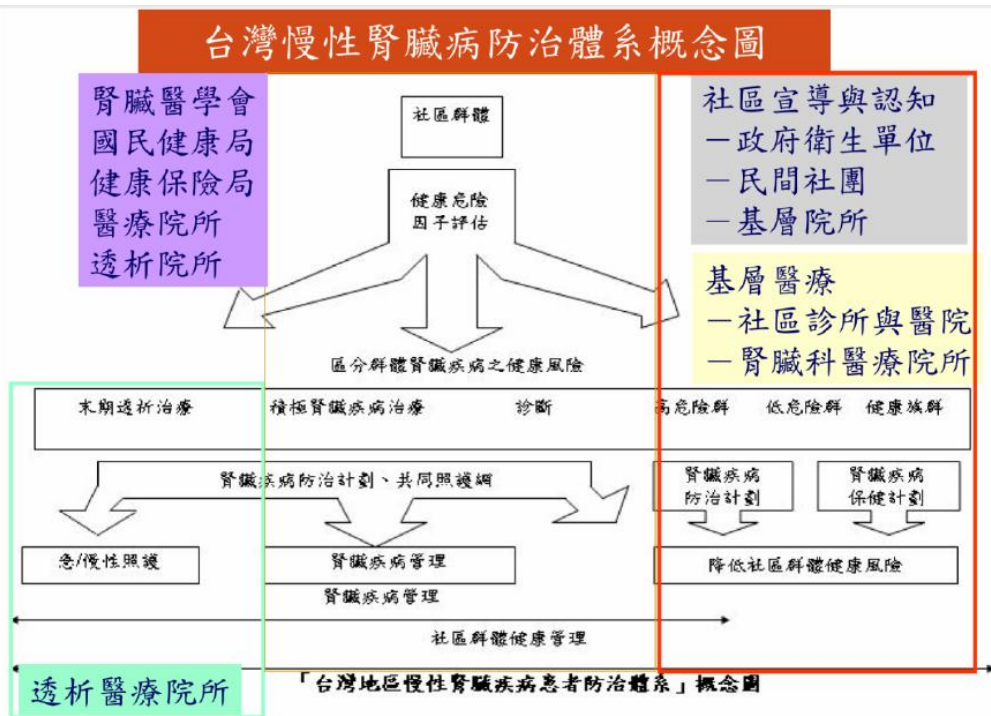 台灣慢性腎臟病防治體系概念圖
腎臟醫學會
國民健康局
健康保險局
醫療院所
透析院所
社區群體
健康危險
因子評估
社區宣導與認知
－政府衛生單位
－民間社團
－基層院所
基層醫療
－社區診所與醫院
－腎臟科醫療院所
區分群體腎臟疾病之健康風險
末期透析治療
積極腎臟疾病治療
診斷
高危險群
低危險群
健康族群
腎臟疾病防治計劃、共同照護網
腎臟疾病
防治計劃
腎臟疾病
保健計劃
急/慢性照護
腎臟疾病管理
降低社區群體健康風險
腎臟疾病管理
社區群體健康管理
「台灣地區慢性腎臟疾病患者防治體系」概念圖
透析醫療院所